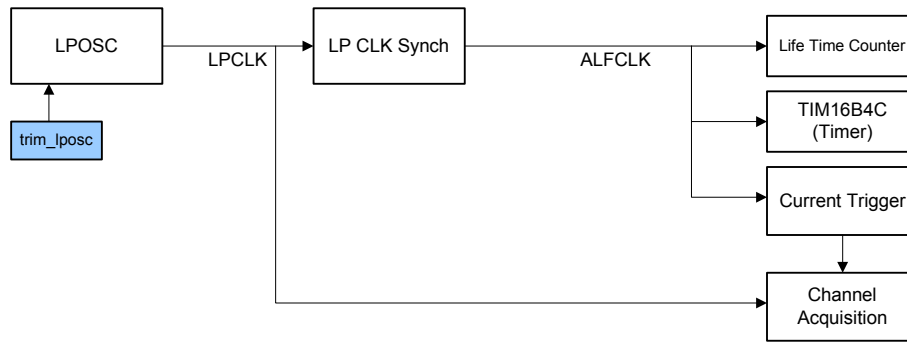 LPOSC
LPCLK
LP CLK Synch
ALFCLK
Life Time Counter
trim_lposc
TIM16B4C
(Timer)
Current Trigger
Channel
Acquisition